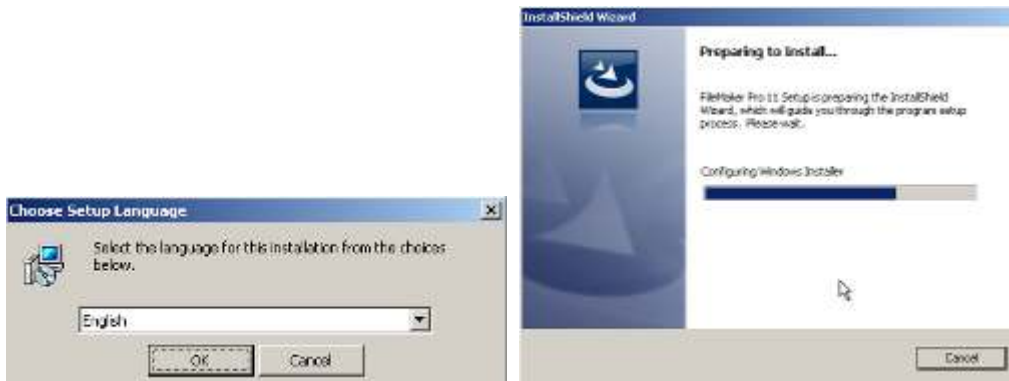 Choose Setup Language
Select the language for this installation from the choices
below.
English
OK
Cancel
InstallShield Wizard
Preparing to Install...
FileMaker Pro 11 Setup is preparing the InstallShield
Wizard, which will guide you through the program setup
process. Please wait.
Configuring Windows Installer
Cancel